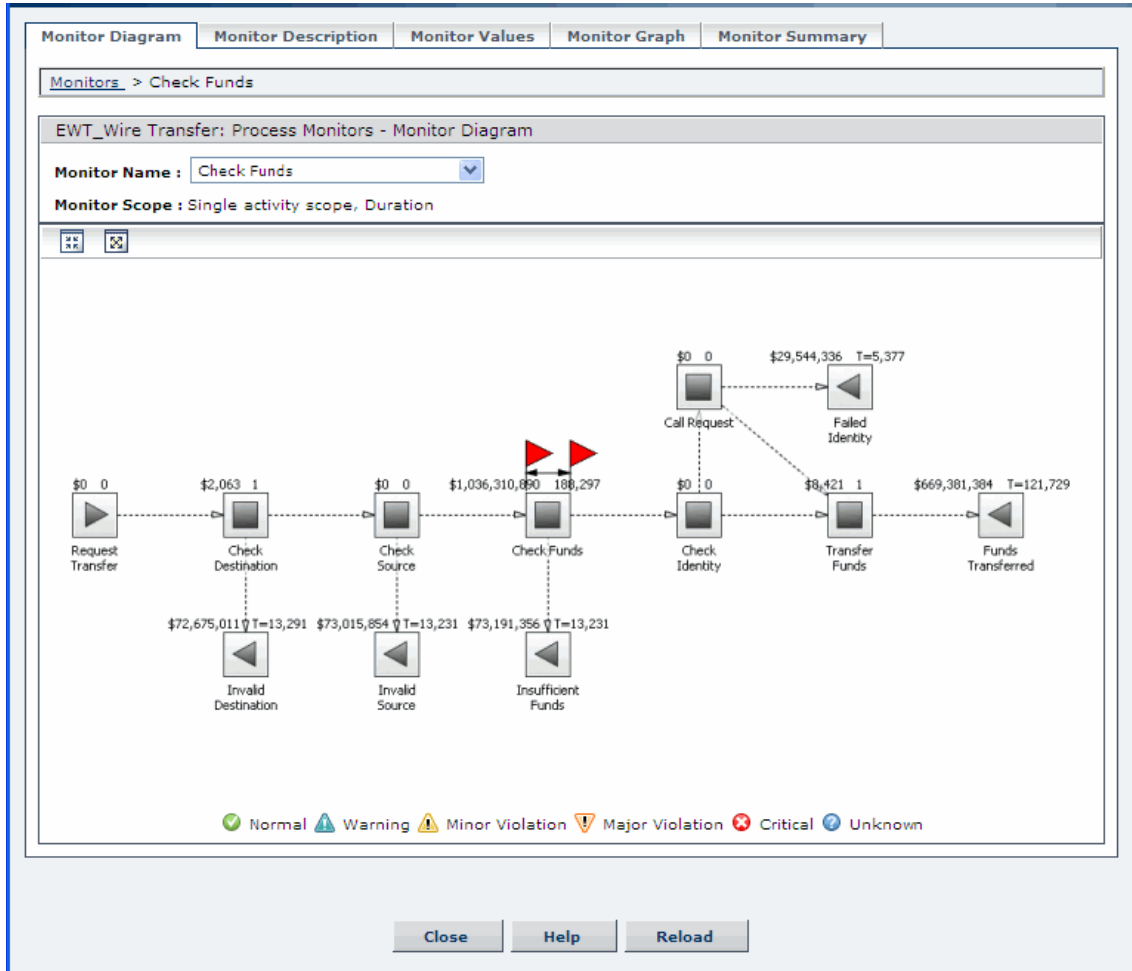 Monitor Diagram Monitor Description Monitor Values Monitor Graph Monitor Summary
Monitors > Check Funds
EWT_Wire Transfer: Process Monitors - Monitor Diagram
Monitor Name : Check Funds
Monitor Scope : Single activity scope, Duration
$0 0 $29,544,336 T=5,377
Call Request Failed
Identity
$0 0 $2,063 1 $0 0 $1,036,310,890 188,297 $0 0 $8,421 1 $669,381,384 T=121,729
Request Check Check Check Funds Check Transfer Funds
Transfer Destination Source Identity Funds Transferred
$72,675,011 T=13,291 $73,015,854 T=13,231 $73,191,356 T=13,231
Invalid Invalid Insufficient
Destination Source Funds
Normal Warning Minor Violation Major Violation Critical Unknown
Close Help Reload